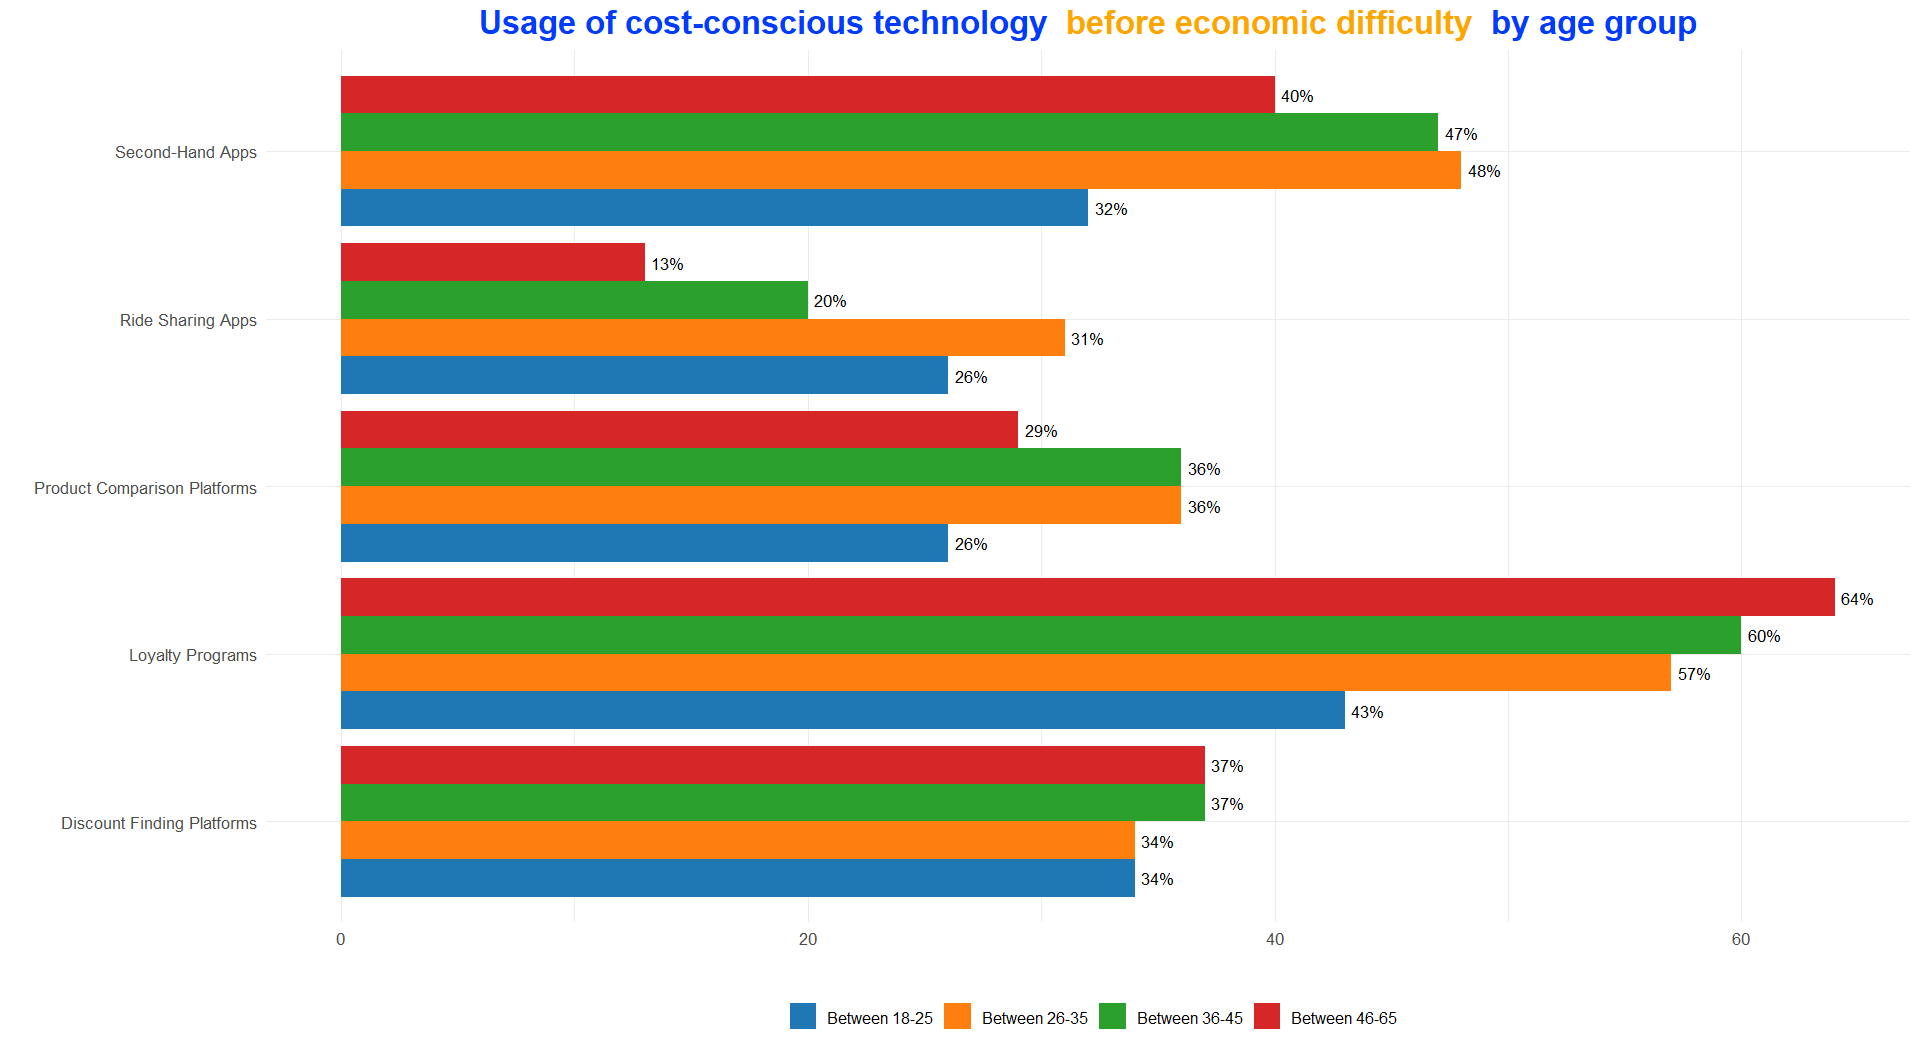 Usage of cost-conscious technology before economic difficulty by age group
40%
47%
Second-Hand Apps
48%
32%
13%
20%
Ride Sharing Apps
31%
26%
29%
36%
Product Comparison Platforms
36%
26%
64%
60%
Loyalty Programs
57%
43%
37%
37%
Discount Finding Platforms
34%
34%
0 20 40 60
Between 18-25 Between 26-35 Between 36-45 Between 46-65